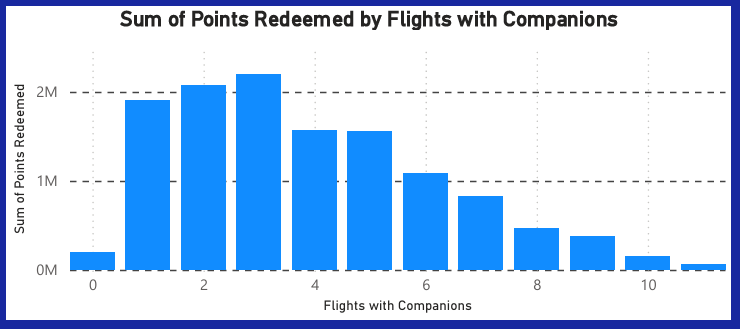 Sum of Points Redeemed by Flights with Companions
Sum of Points Redeemed
2M
1M
0M
0 2 4 6 8 10
Flights with Companions